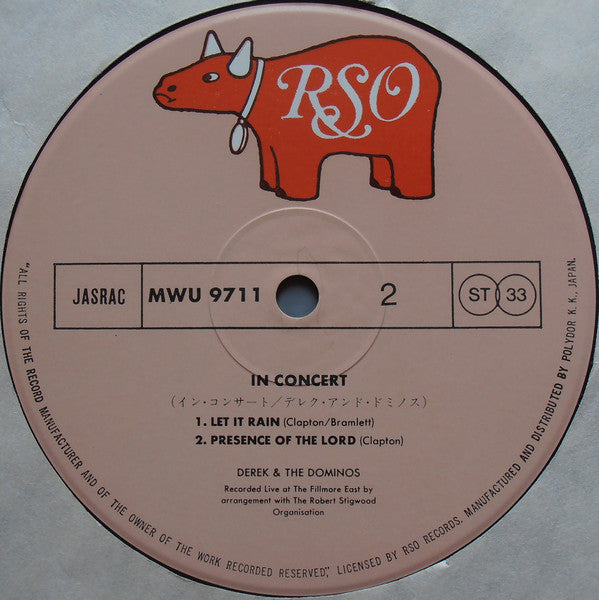 RSO
JASRAC
MWU 9711
2
ST 33
IN CONCERT
(イン・コンサート/デレク・アンド・ドミノス)
1. LET IT RAIN (Clapton/Bramlett)
2. PRESENCE OF THE LORD (Clapton)
DEREK & THE DOMINOS
Recorded Live at The Fillmore East by
arrangement with The Robert Stigwood
Organisation
"ALL RIGHTS OF THE RECORD MANUFACTURER AND OF THE OWNER OF THE WORK RECORDED RESERVED," LICENSED BY RSO RECORDS. MANUFACTURED AND DISTRIBUTED BY POLYDOR K. K., JAPAN.